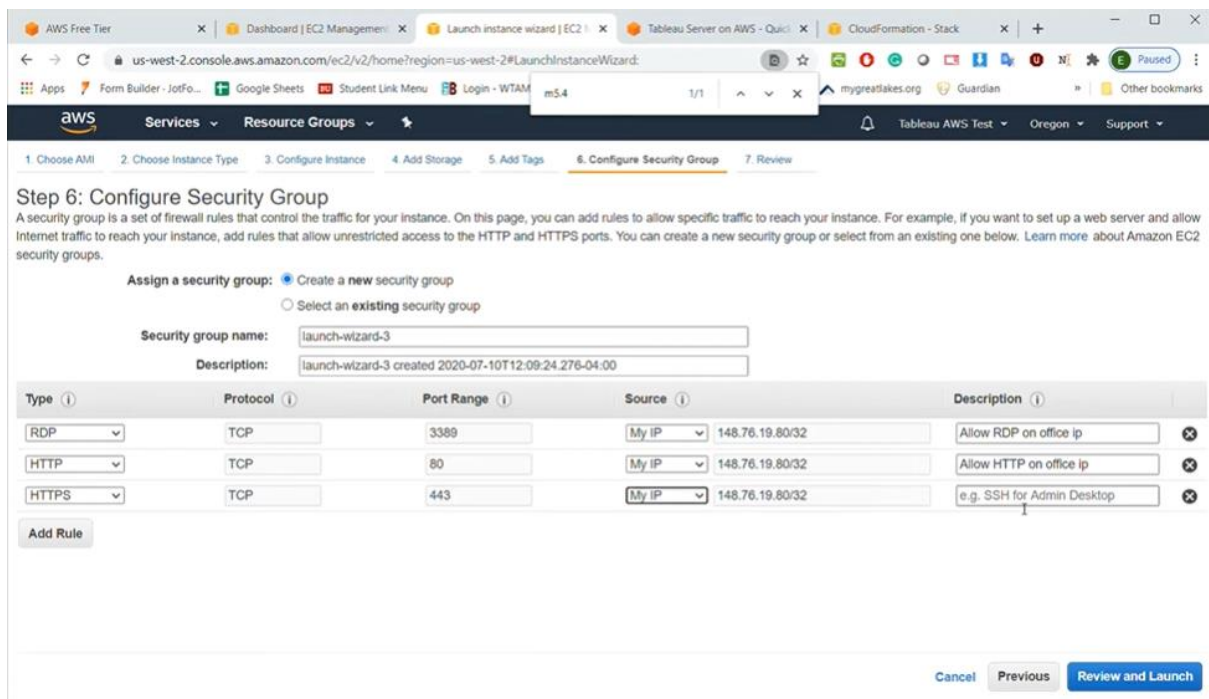 AWS Free Tier
Dashboard | EC2 Management
Launch instance wizard | EC2
Tableau Server on AWS - Quick
CloudFormation - Stack
us-west-2.console.aws.amazon.com/ec2/v2/home?region=us-west-2#LaunchInstanceWizard:
E Paused
Apps Form Builder - JotFo... Google Sheets Student Link Menu Login - WTAM mygreatlakes.org Guardian » Other bookmarks
m5.4 1/1
aws Services Resource Groups Tableau AWS Test Oregon Support
1. Choose AMI 2. Choose Instance Type 3. Configure Instance 4. Add Storage 5. Add Tags 6. Configure Security Group 7. Review
Step 6: Configure Security Group
A security group is a set of firewall rules that control the traffic for your instance. On this page, you can add rules to allow specific traffic to reach your instance. For example, if you want to set up a web server and allow
Internet traffic to reach your instance, add rules that allow unrestricted access to the HTTP and HTTPS ports. You can create a new security group or select from an existing one below. Learn more about Amazon EC2
security groups.
Assign a security group: Create a new security group
Select an existing security group
Security group name: launch-wizard-3
Description: launch-wizard-3 created 2020-07-10T12:09:24.276-04:00
Type Protocol Port Range Source Description
RDP TCP 3389 My IP 148.76.19.80/32 Allow RDP on office ip
HTTP TCP 80 My IP 148.76.19.80/32 Allow HTTP on office ip
HTTPS TCP 443 My IP 148.76.19.80/32 e.g. SSH for Admin Desktop
Add Rule
Cancel Previous Review and Launch